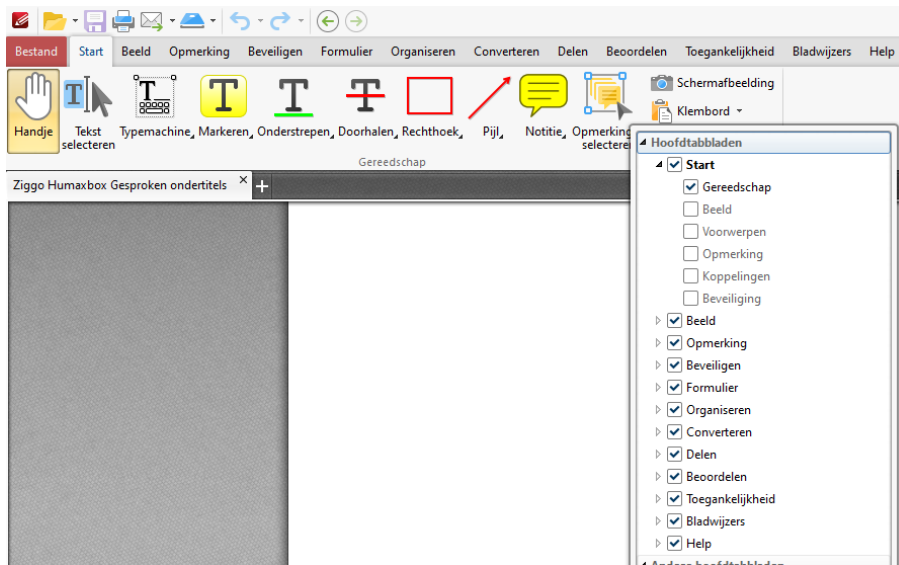 Bestand Start Beeld Opmerking Beveiligen Formulier Organiseren Converteren Delen Beoordelen Toegankelijkheid Bladwijzers Help
Schermafbeelding
Klembord
Handje Tekst selecteren Typemachine Markeren Onderstrepen Doorhalen Rechthoek Pijl Notitie Opmerking
Gereedschap
Ziggo Humaxbox Gesproken ondertitels
Hoofdtabbladen
Start
Gereedschap
Beeld
Voorwerpen
Opmerking
Koppelingen
Beveiliging
Beeld
Opmerking
Beveiligen
Formulier
Organiseren
Converteren
Delen
Beoordelen
Toegankelijkheid
Bladwijzers
Help